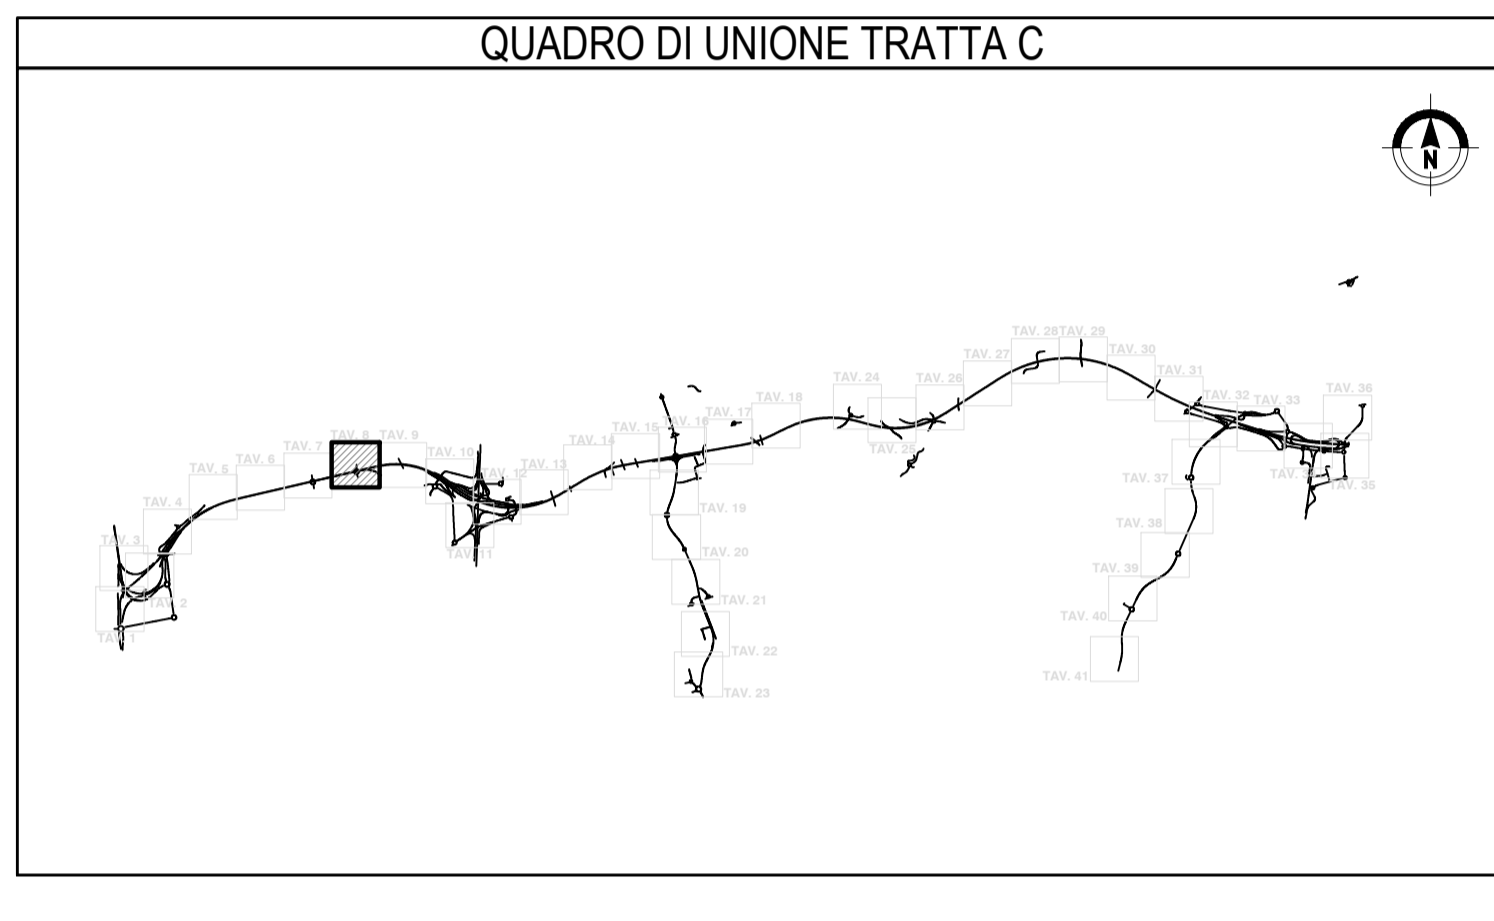 QUADRO DI UNIONE TRATTA C
N
TAV. 28
TAV. 29
TAV. 30
TAV. 27
TAV. 31
TAV. 26
TAV. 24
TAV. 18
TAV. 17
TAV. 16
TAV. 32
TAV. 33
TAV. 36
TAV. 15
TAV. 14
TAV. 25
TAV. 8
TAV. 9
TAV. 7
TAV. 6
TAV. 5
TAV. 10
TAV. 12
TAV. 13
TAV. 37
TAV. 35
TAV. 4
TAV. 19
TAV. 38
TAV. 3
TAV. 11
TAV. 20
TAV. 39
TAV. 2
TAV. 21
TAV. 40
TAV. 1
TAV. 22
TAV. 41
TAV. 23